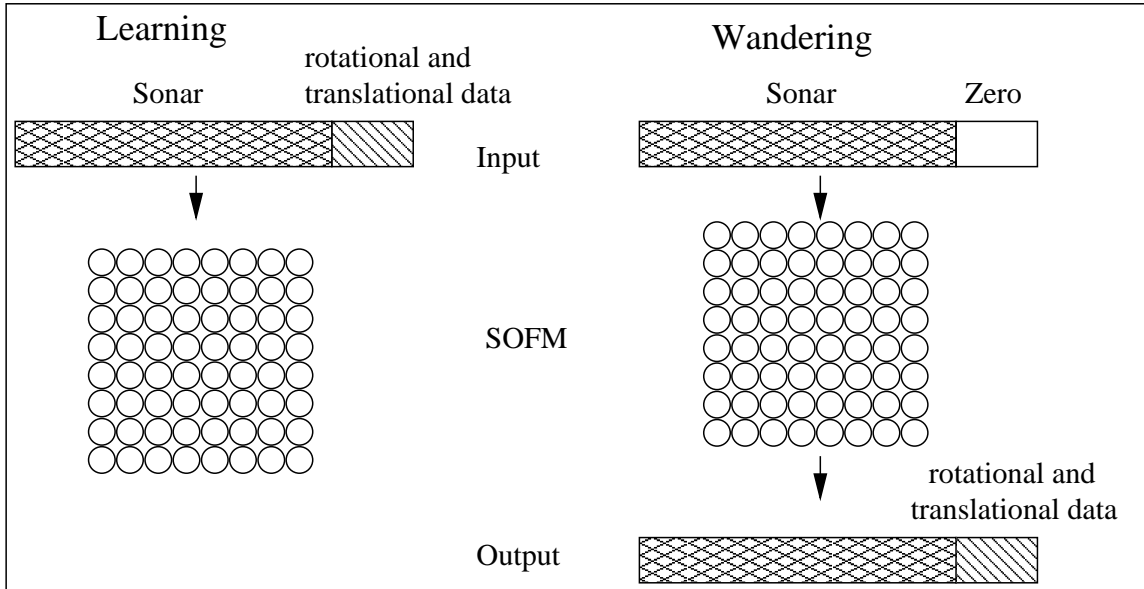 Learning
rotational and
translational data
Sonar
Wandering
Sonar
Zero
Input
SOFM
rotational and
translational data
Output